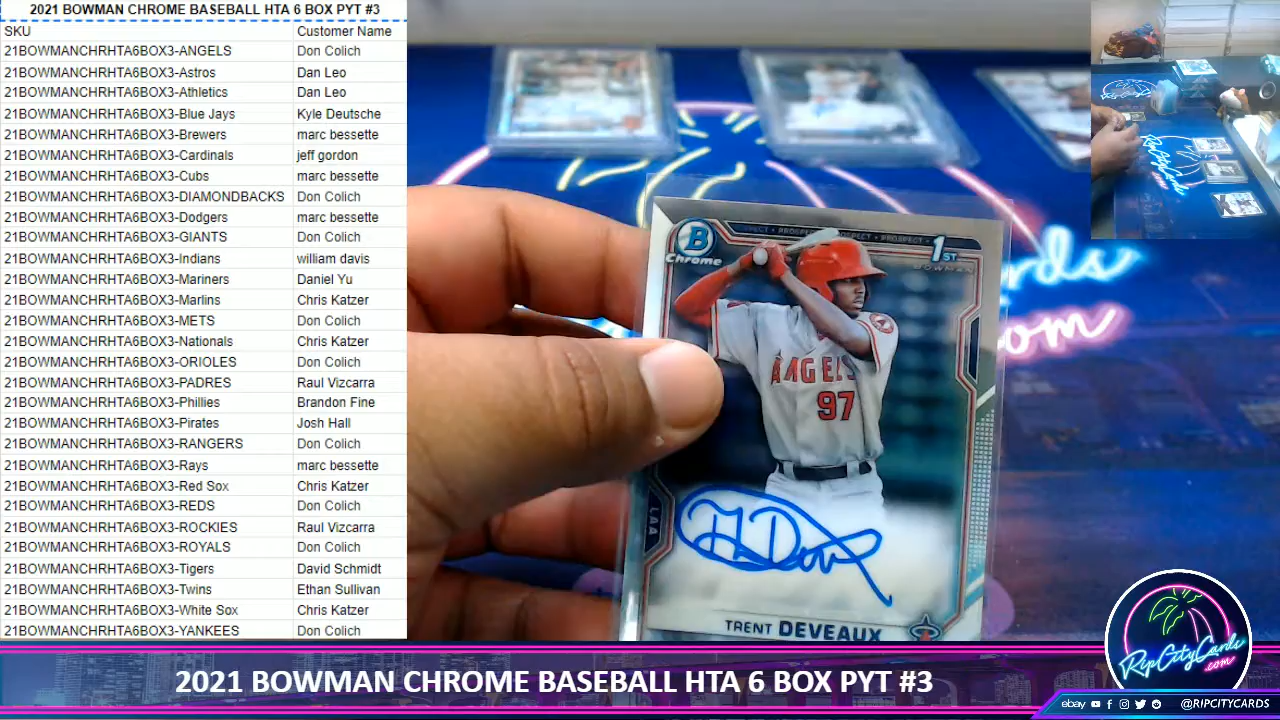 2021 BOWMAN CHROME BASEBALL HTA 6 BOX PYT #3
SKU Customer Name
21BOWMANCHRHTA6BOX3-ANGELS Don Colich
21BOWMANCHRHTA6BOX3-Astros Dan Leo
21BOWMANCHRHTA6BOX3-Athletics Dan Leo
21BOWMANCHRHTA6BOX3-Blue Jays Kyle Deutsche
21BOWMANCHRHTA6BOX3-Brewers marc bessette
21BOWMANCHRHTA6BOX3-Cardinals jeff gordon
21BOWMANCHRHTA6BOX3-Cubs marc bessette
21BOWMANCHRHTA6BOX3-DIAMONDBACKS Don Colich
21BOWMANCHRHTA6BOX3-Dodgers marc bessette
21BOWMANCHRHTA6BOX3-GIANTS Don Colich
21BOWMANCHRHTA6BOX3-Indians william davis
21BOWMANCHRHTA6BOX3-Mariners Daniel Yu
21BOWMANCHRHTA6BOX3-Marlins Chris Katzer
21BOWMANCHRHTA6BOX3-METS Don Colich
21BOWMANCHRHTA6BOX3-Nationals Chris Katzer
21BOWMANCHRHTA6BOX3-ORIOLES Don Colich
21BOWMANCHRHTA6BOX3-PADRES Raul Vizcarra
21BOWMANCHRHTA6BOX3-Phillies Brandon Fine
21BOWMANCHRHTA6BOX3-Pirates Josh Hall
21BOWMANCHRHTA6BOX3-RANGERS Don Colich
21BOWMANCHRHTA6BOX3-Rays marc bessette
21BOWMANCHRHTA6BOX3-Red Sox Chris Katzer
21BOWMANCHRHTA6BOX3-REDS Don Colich
21BOWMANCHRHTA6BOX3-ROCKIES Raul Vizcarra
21BOWMANCHRHTA6BOX3-ROYALS Don Colich
21BOWMANCHRHTA6BOX3-Tigers David Schmidt
21BOWMANCHRHTA6BOX3-Twins Ethan Sullivan
21BOWMANCHRHTA6BOX3-White Sox Chris Katzer
21BOWMANCHRHTA6BOX3-YANKEES Don Colich
PROSPECT PROSPECT
B
Chrome
1ST
BOWMAN
ANGELS
97
LAA
TRENT DEVEAUX
rds
om
RipCityCards
.com
2021 BOWMAN CHROME BASEBALL HTA 6 BOX PYT #3
ebay @RIPCITYCARDS